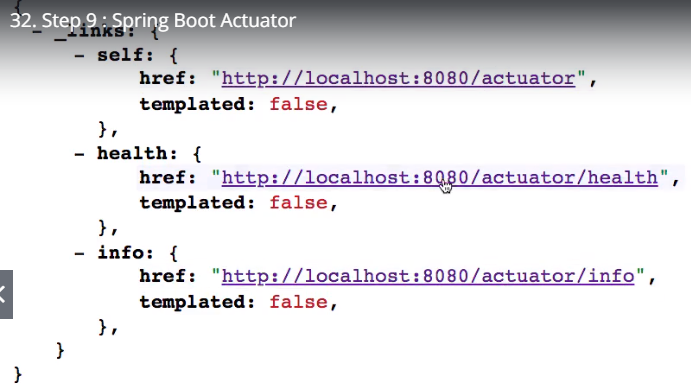 {
32. Step 9 : Spring Boot Actuator
- _links: {
- self: {
href: "http://localhost:8080/actuator",
templated: false,
},
- health: {
href: "http://localhost:8080/actuator/health",
templated: false,
},
- info: {
href: "http://localhost:8080/actuator/info",
templated: false,
},
}
}